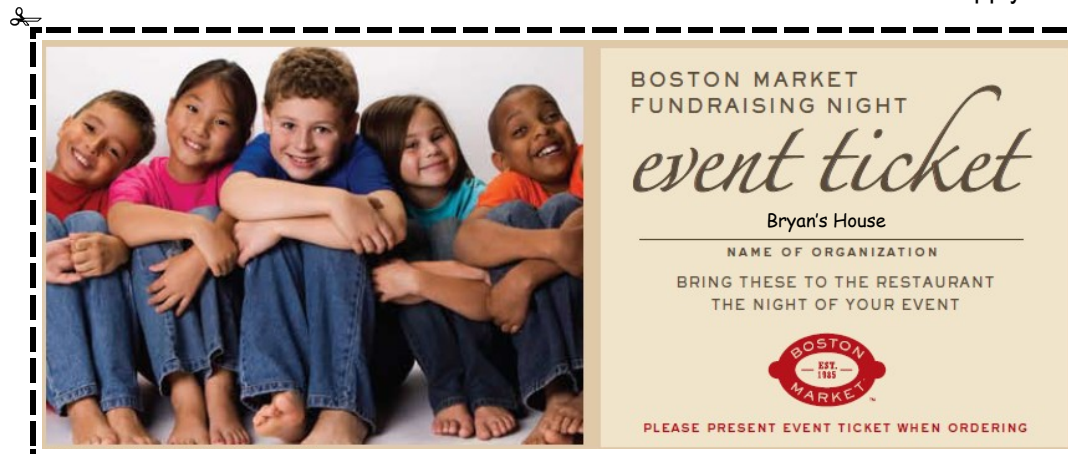 BOSTON MARKET
FUNDRAISING NIGHT
event ticket
Bryan's House
NAME OF ORGANIZATION
BRING THESE TO THE RESTAURANT
THE NIGHT OF YOUR EVENT
BOSTON
EST.
1985
MARKET
PLEASE PRESENT EVENT TICKET WHEN ORDERING